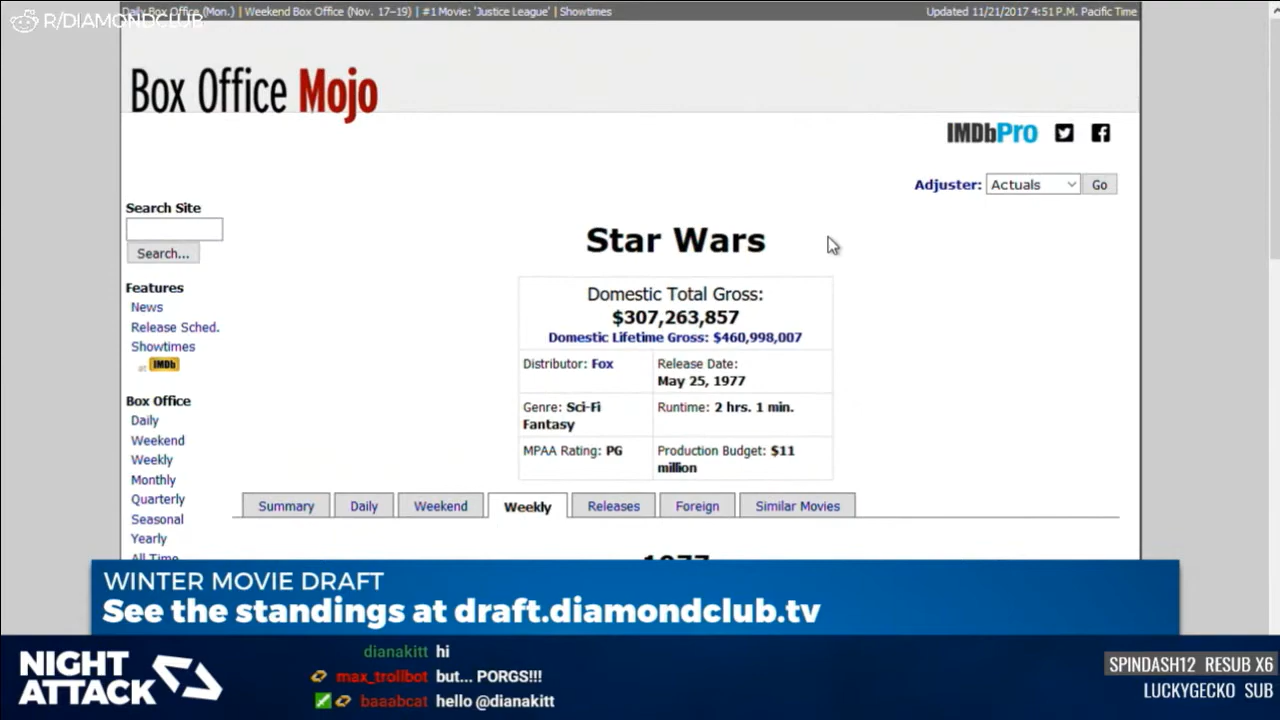 R/DIAMONDCLUB
Daily Box Office (Mon.) | Weekend Box Office (Nov. 17–19) | #1 Movie: 'Justice League' | Showtimes
Updated 11/21/2017 4:51 P.M. Pacific Time
Box Office Mojo
IMDbPro
Adjuster: Actuals Go
Search Site
Search...
Star Wars
Domestic Total Gross:
$307,263,857
Domestic Lifetime Gross: $460,998,007
Distributor: Fox
Release Date:
May 25, 1977
Genre: Sci-Fi
Fantasy
Runtime: 2 hrs. 1 min.
MPAA Rating: PG
Production Budget: $11
million
Features
News
Release Sched.
Showtimes
at IMDb
Box Office
Daily
Weekend
Weekly
Monthly
Quarterly
Seasonal
Yearly
All Time
Summary Daily Weekend Weekly Releases Foreign Similar Movies
1977
WINTER MOVIE DRAFT
See the standings at draft.diamondclub.tv
NIGHT
ATTACK
dianakitt hi
max_trollbot but... PORGS!!!
baaabcat hello @dianakitt
SPINDASH12 RESUB X6
LUCKYGECKO SUB